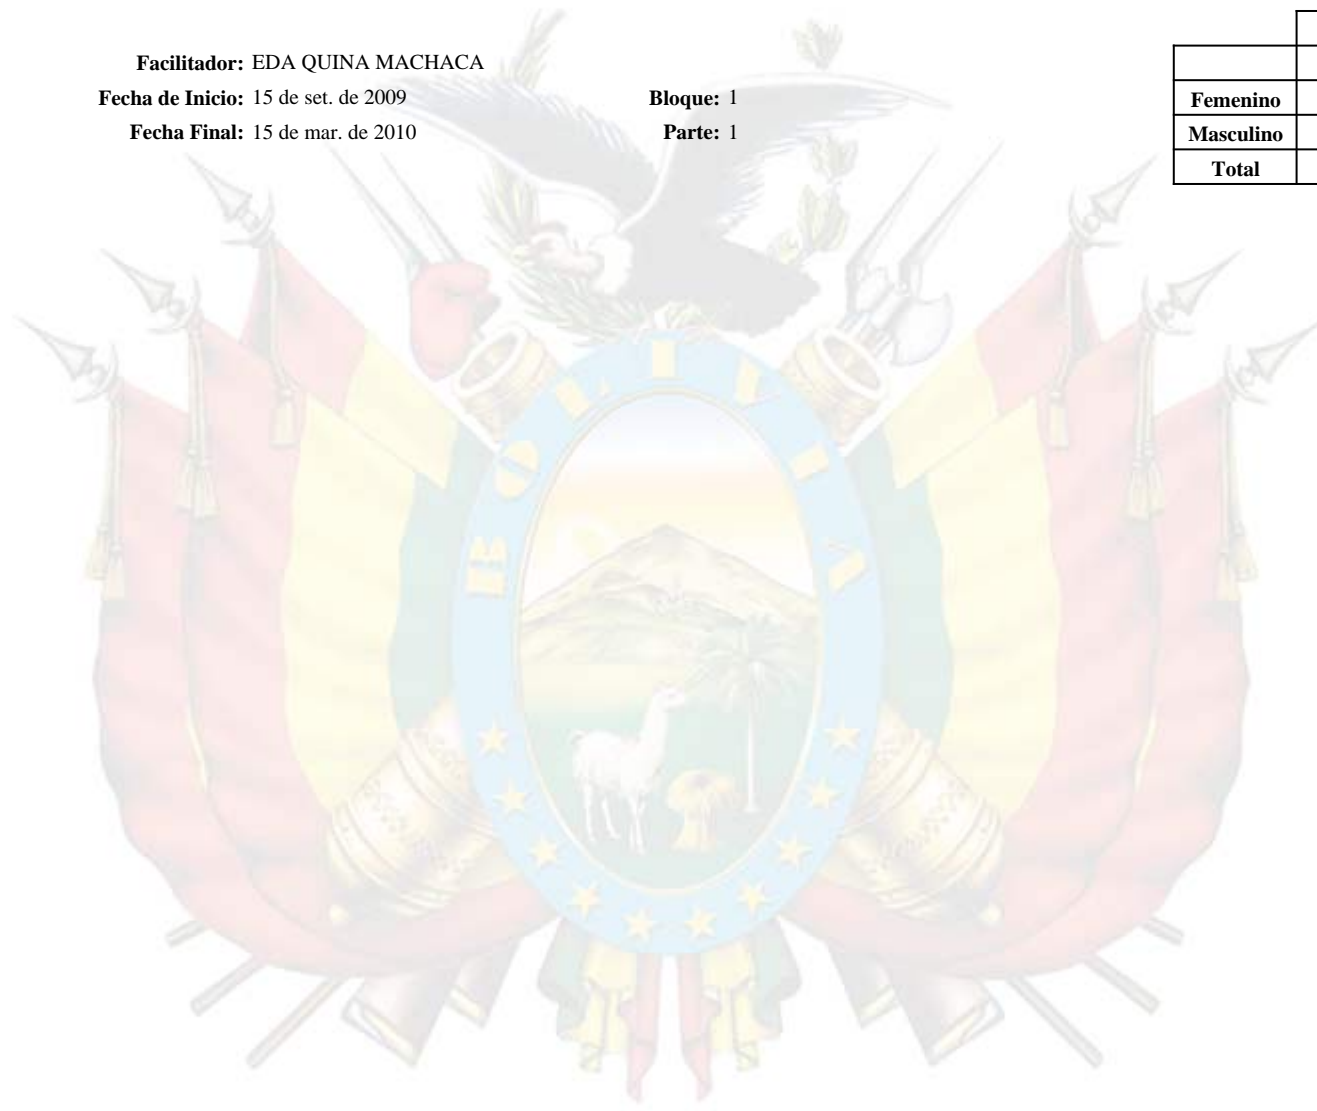 Facilitador: EDA QUINA MACHACA
Fecha de Inicio: 15 de set. de 2009 Bloque: 1
Fecha Final: 15 de mar. de 2010 Parte: 1
Femenino
Masculino
Total
BOLIVIA